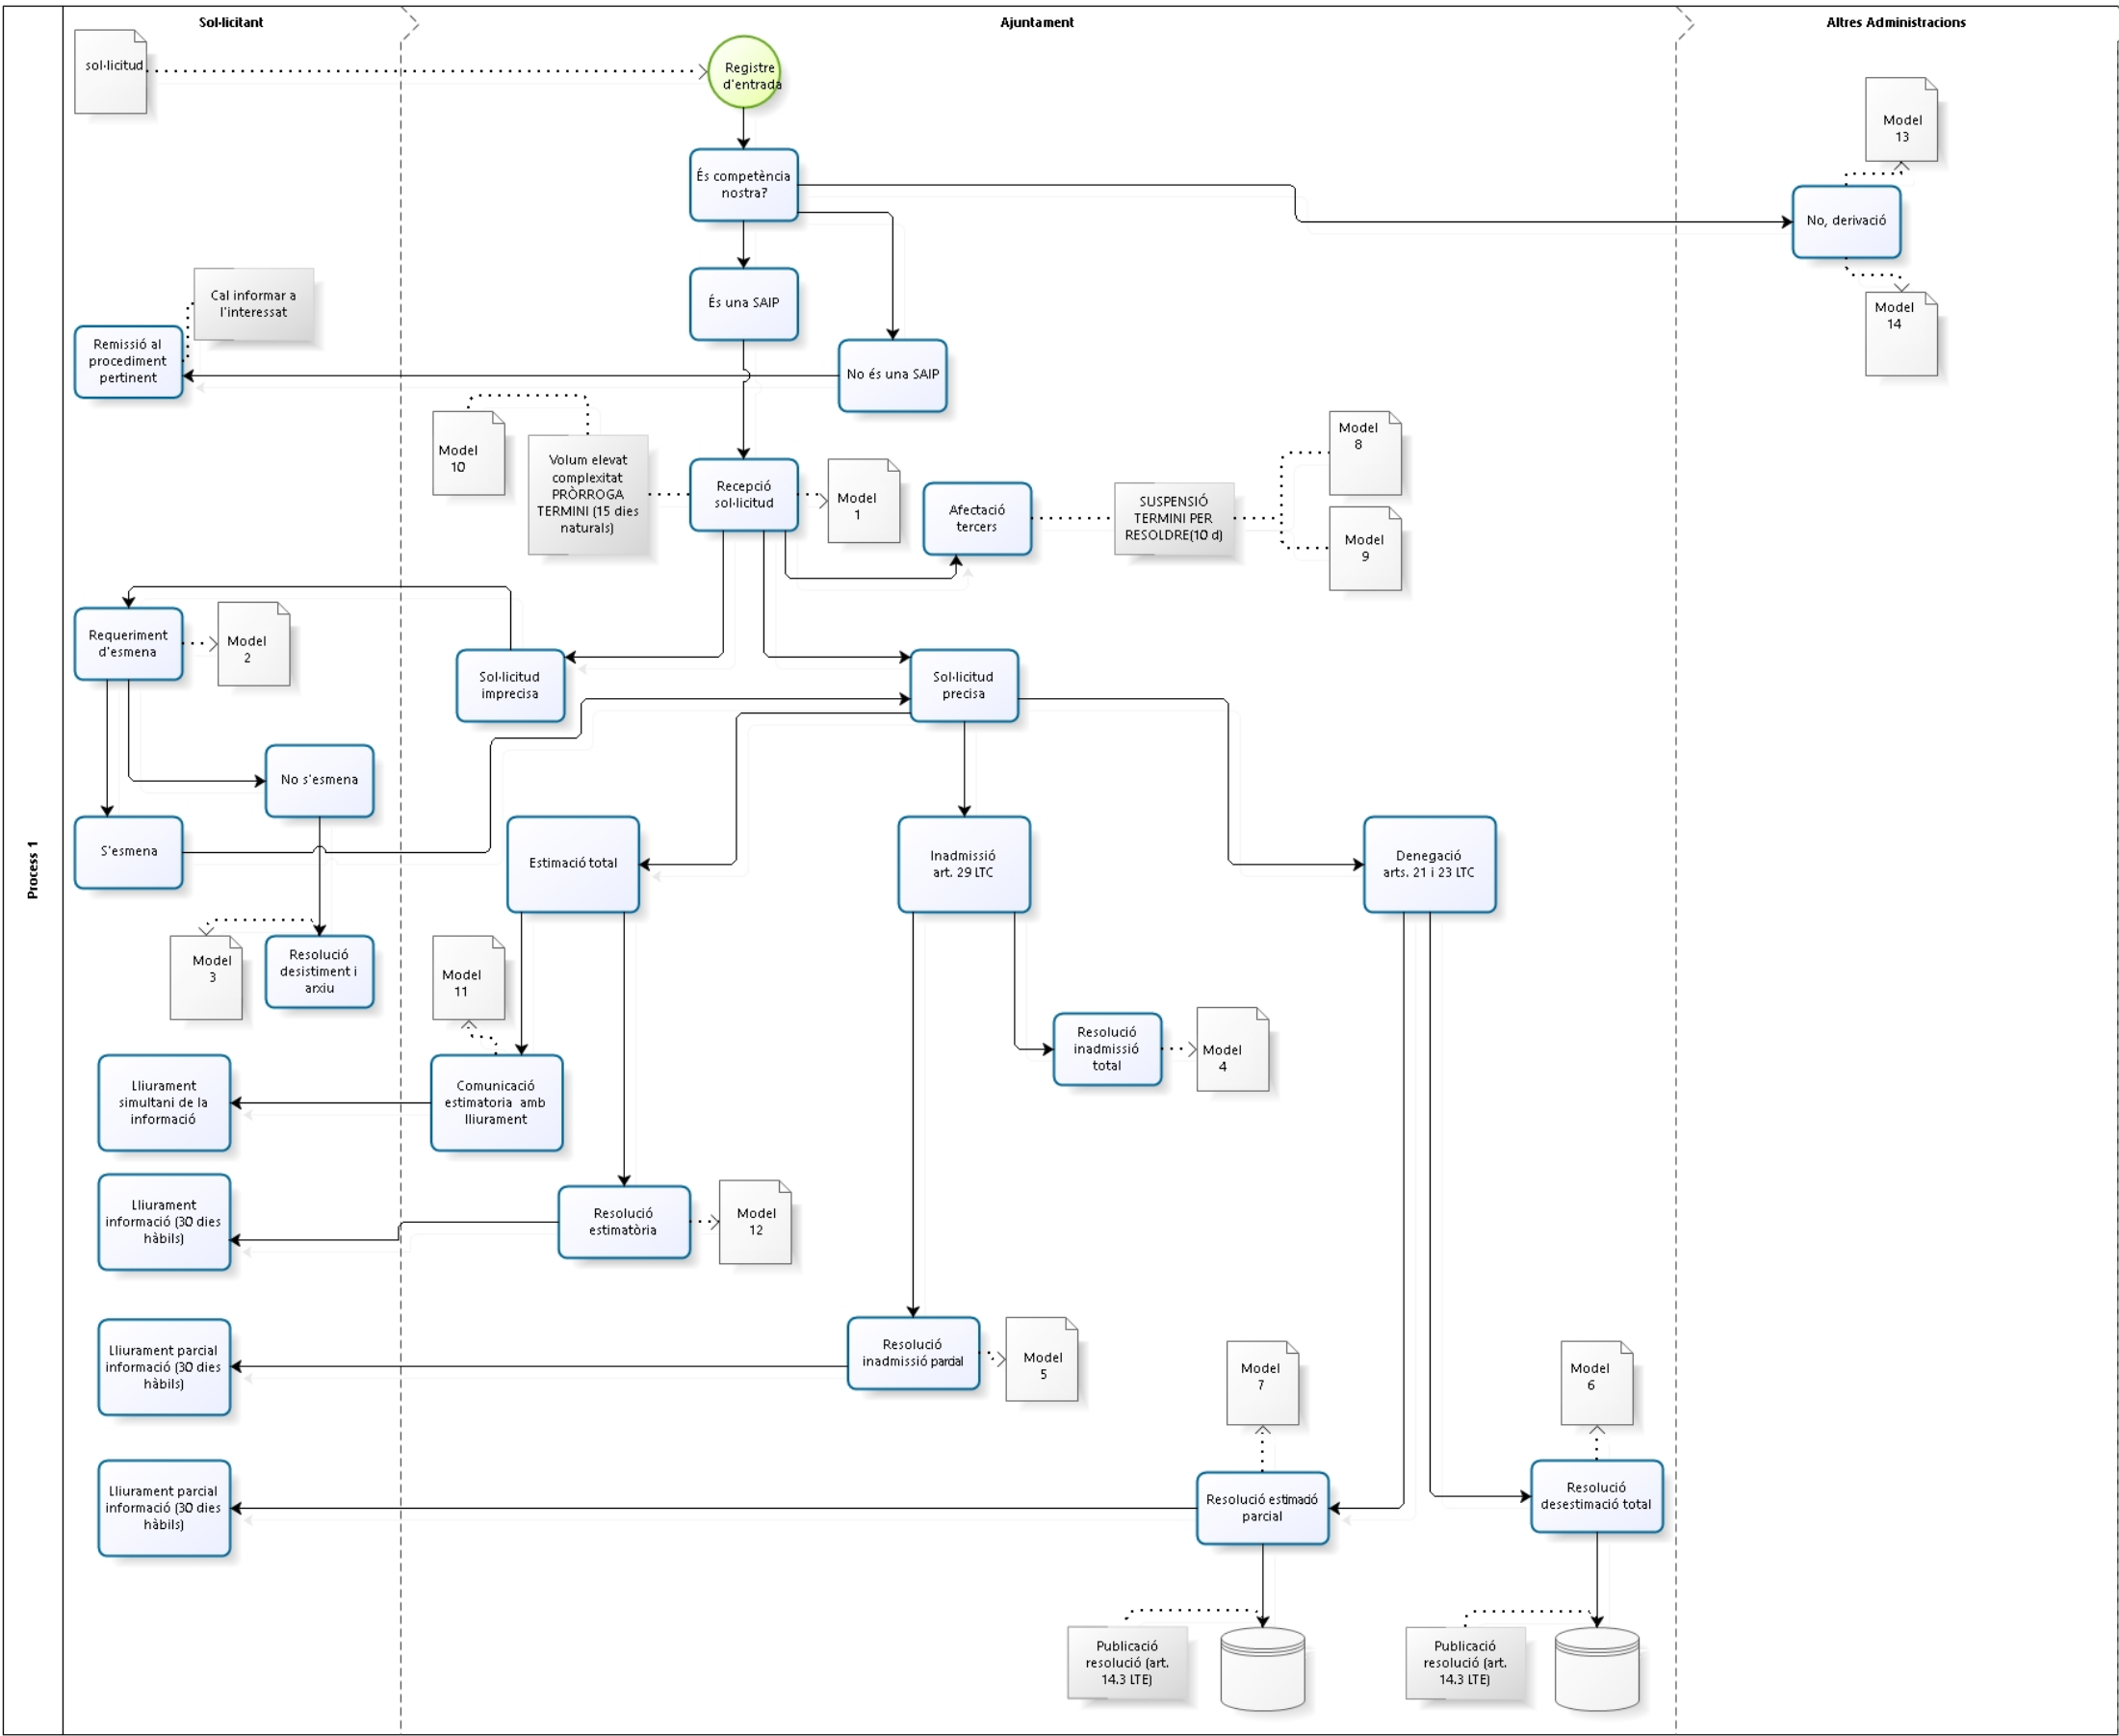 Sol·licitant
Ajuntament
Altres Administracions
Process 1
sol·licitud
Registre
d'entrada
Model
13
És competència
nostra?
No, derivació
Cal informar a
l'interessat
És una SAIP
Model
14
Remissió al
procediment
pertinent
No és una SAIP
Model
10
Volum elevat
complexitat
PRÒRROGA
TERMINI (15 dies
naturals)
Recepció
sol·licitud
Model
1
Afectació
tercers
SUSPENSIÓ
TERMINI PER
RESOLDRE(10 d)
Model
8
Model
9
Requeriment
d'esmena
Model
2
Sol·licitud
imprecisa
Sol·licitud
precisa
No s'esmena
S'esmena
Estimació total
Inadmissió
art. 29 LTC
Denegació
arts. 21 i 23 LTC
Model
3
Resolució
desistiment i
arxiu
Model
11
Resolució
inadmissió
total
Model
4
Lliurament
simultani de la
informació
Comunicació
estimatoria  amb
lliurament
Lliurament
informació (30 dies
hàbils)
Resolució
estimatòria
Model
12
Lliurament parcial
informació (30 dies
hàbils)
Resolució
inadmissió parcial
Model
5
Model
7
Model
6
Lliurament parcial
informació (30 dies
hàbils)
Resolució estimació
parcial
Resolució
desestimació total
Publicació
resolució (art.
14.3 LTE)
Publicació
resolució (art.
14.3 LTE)